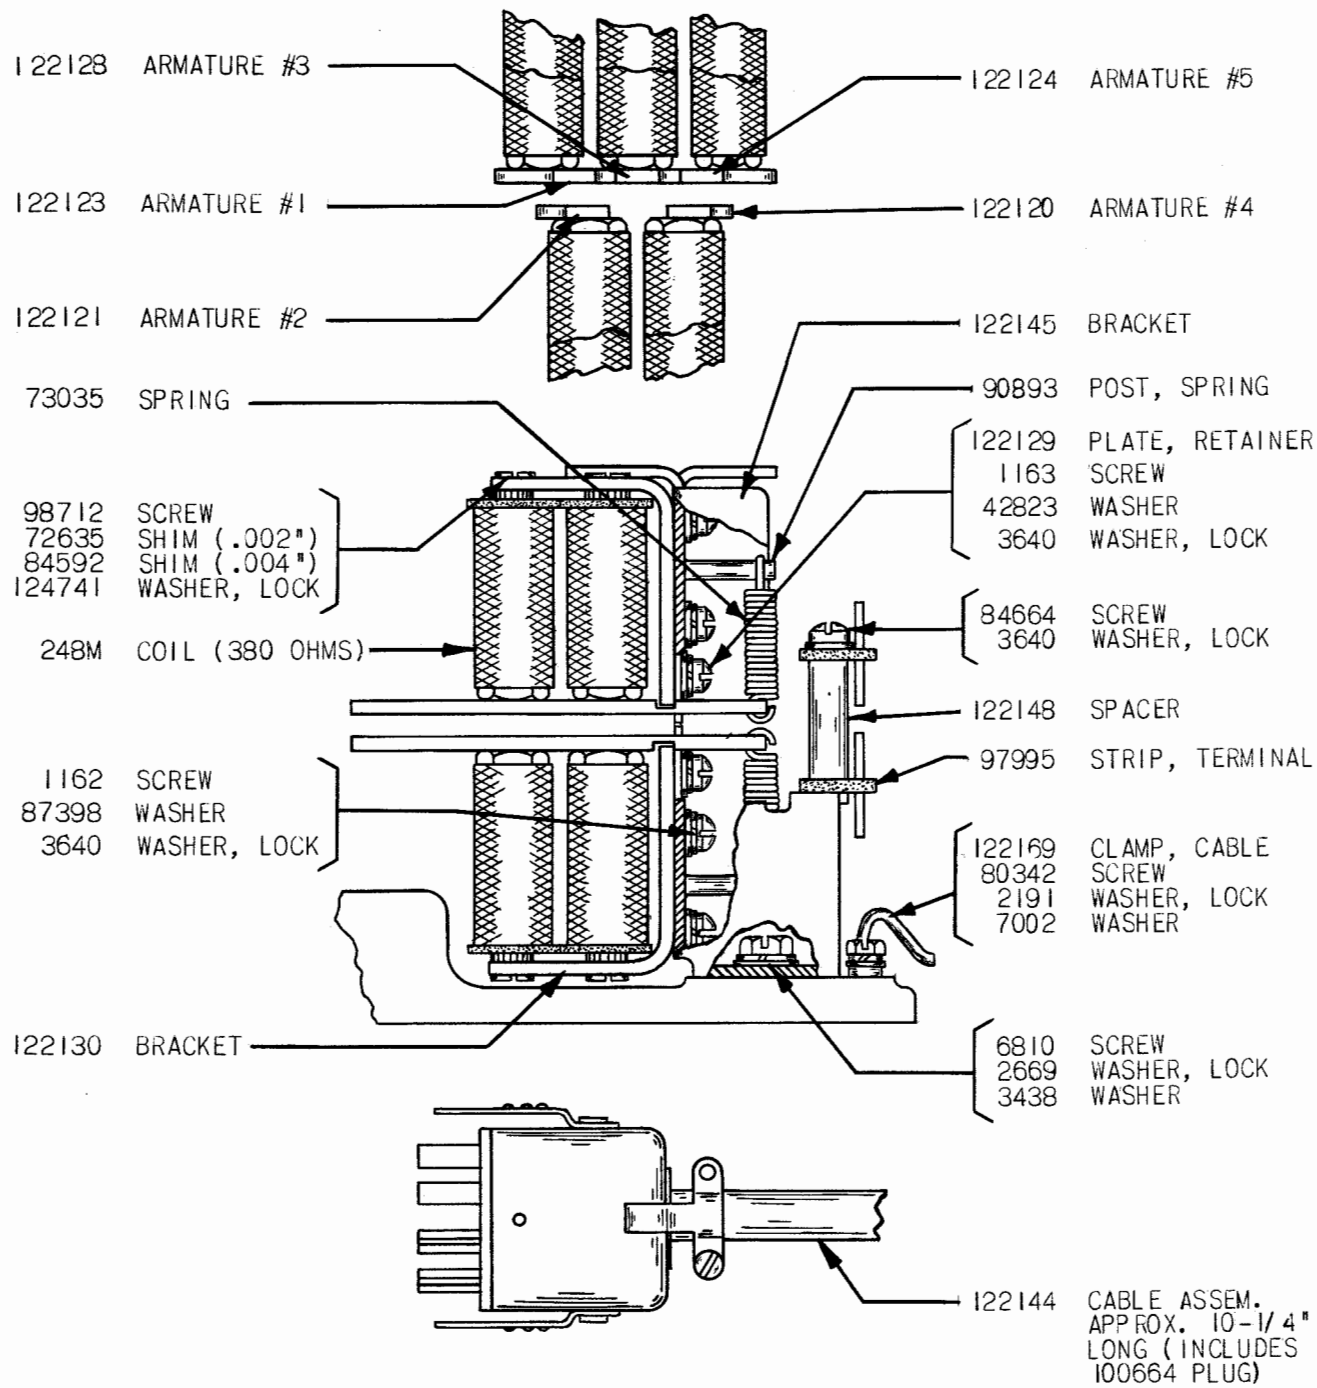 122128 ARMATURE #3
122123 ARMATURE #1
122121 ARMATURE #2
73035 SPRING
98712 SCREW
72635 SHIM (.002")
84592 SHIM (.004")
124741 WASHER, LOCK
248M COIL (380 OHMS)
1162 SCREW
87398 WASHER
3640 WASHER, LOCK
122130 BRACKET
122124 ARMATURE #5
122120 ARMATURE #4
122145 BRACKET
90893 POST, SPRING
122129 PLATE, RETAINER
1163 SCREW
42823 WASHER
3640 WASHER, LOCK
84664 SCREW
3640 WASHER, LOCK
122148 SPACER
97995 STRIP, TERMINAL
122169 CLAMP, CABLE
80342 SCREW
2191 WASHER, LOCK
7002 WASHER
6810 SCREW
2669 WASHER, LOCK
3438 WASHER
122144 CABLE ASSEM.
APPROX. 10-1/4"
LONG (INCLUDES
100664 PLUG)